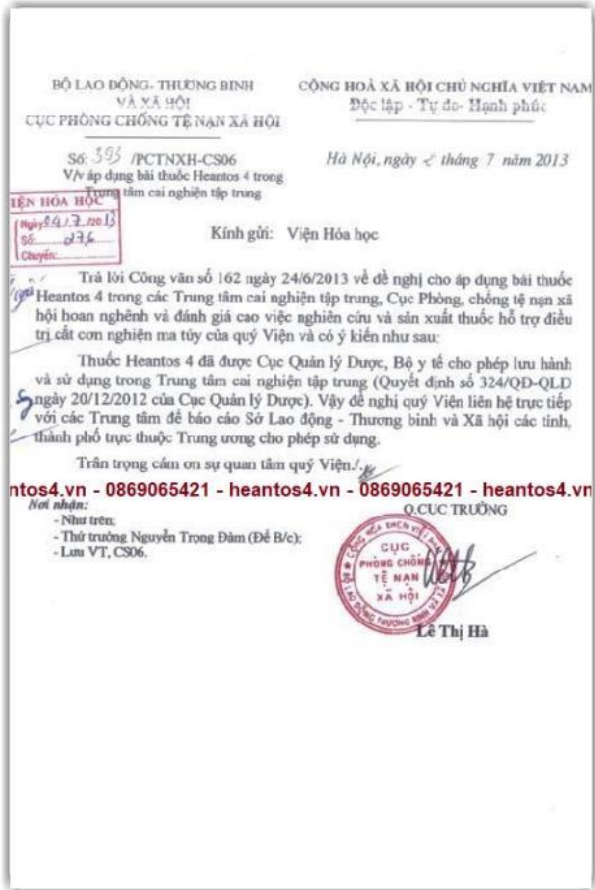 BỘ LAO ĐỘNG- THƯƠNG BINH
VÀ XÃ HỘI
CỤC PHÒNG CHỐNG TỆ NẠN XÃ HỘI
CỘNG HOÀ XÃ HỘI CHỦ NGHĨA VIỆT NAM
Độc lập - Tự do- Hạnh phúc
Số: 393 /PCTNXH-CS06
V/v áp dụng bài thuốc Heantos 4 trong
Trung tâm cai nghiện tập trung
Hà Nội, ngày tháng 7 năm 2013
IỆN HÓA HỌC
Ngày 04/7/2013
Số: 276
Chuyển:
Kính gửi: Viện Hóa học
Trả lời Công văn số 162 ngày 24/6/2013 về đề nghị cho áp dụng bài thuốc
Heantos 4 trong các Trung tâm cai nghiện tập trung, Cục Phòng, chống tệ nạn xã
hội hoan nghênh và đánh giá cao việc nghiên cứu và sản xuất thuốc hỗ trợ điều
trị cắt cơn nghiện ma túy của quý Viện và có ý kiến như sau:
Thuốc Heantos 4 đã được Cục Quản lý Dược, Bộ y tế cho phép lưu hành
và sử dụng trong Trung tâm cai nghiện tập trung (Quyết định số 324/QĐ-QLD
ngày 20/12/2012 của Cục Quản lý Dược). Vậy đề nghị quý Viện liên hệ trực tiếp
với các Trung tâm để báo cáo Sở Lao động - Thương binh và Xã hội các tỉnh,
thành phố trực thuộc Trung ương cho phép sử dụng.
Trân trọng cám ơn sự quan tâm quý Viện./.
ntos4.vn - 0869065421 - heantos4.vn - 0869065421 - heantos4.vn
Nơi nhận:
- Như trên;
- Thứ trưởng Nguyễn Trọng Đàm (Để B/c);
- Lưu VT, CS06.
Q.CỤC TRƯỞNG
CỤC
PHÒNG CHỐNG
TỆ NẠN
XÃ HỘI
Lê Thị Hà